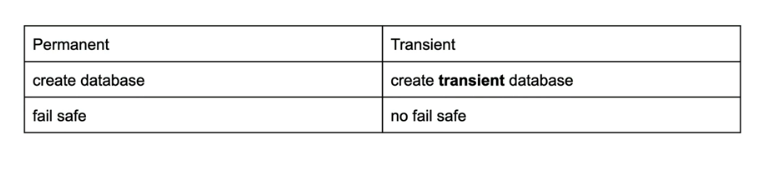 Permanent Transient
create database create transient database
fail safe no fail safe